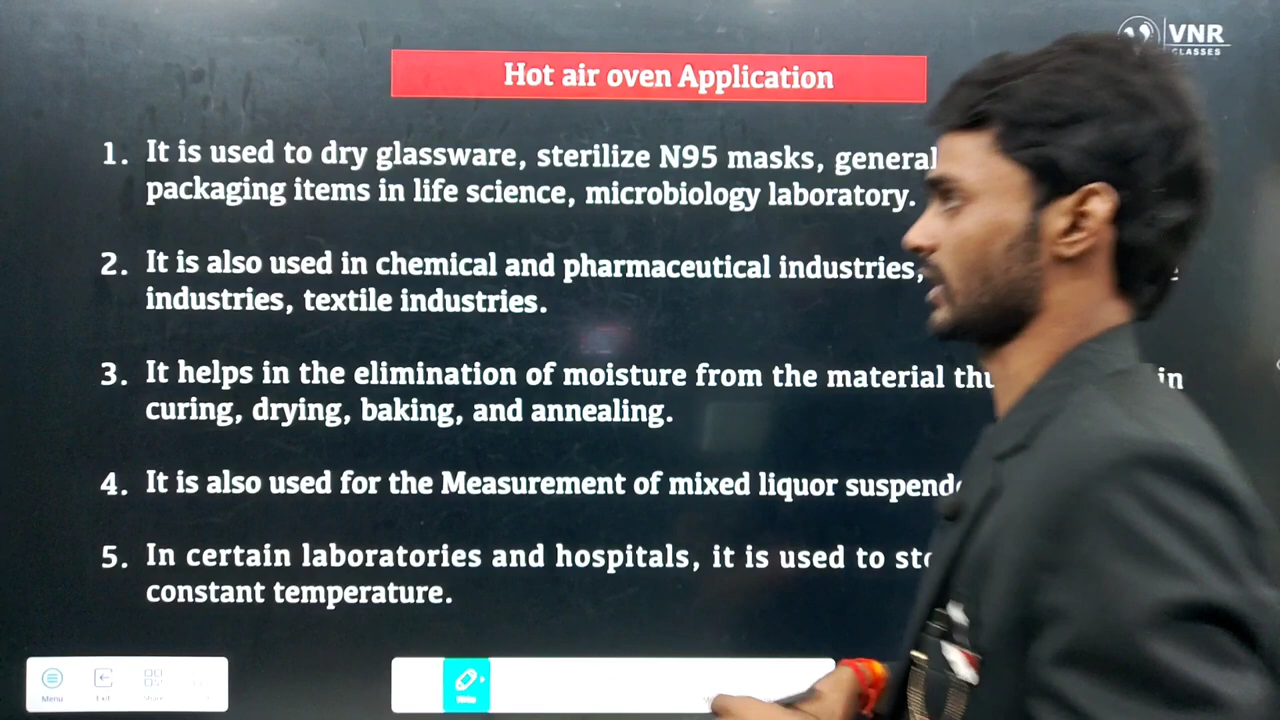 VNR
CLASSES
Hot air oven Application
1. It is used to dry glassware, sterilize N95 masks, general
packaging items in life science, microbiology laboratory.
2. It is also used in chemical and pharmaceutical industries,
industries, textile industries.
3. It helps in the elimination of moisture from the material in
curing, drying, baking, and annealing.
4. It is also used for the Measurement of mixed liquor
5. In certain laboratories and hospitals, it is used to
constant temperature.
Menu Exit Share Write